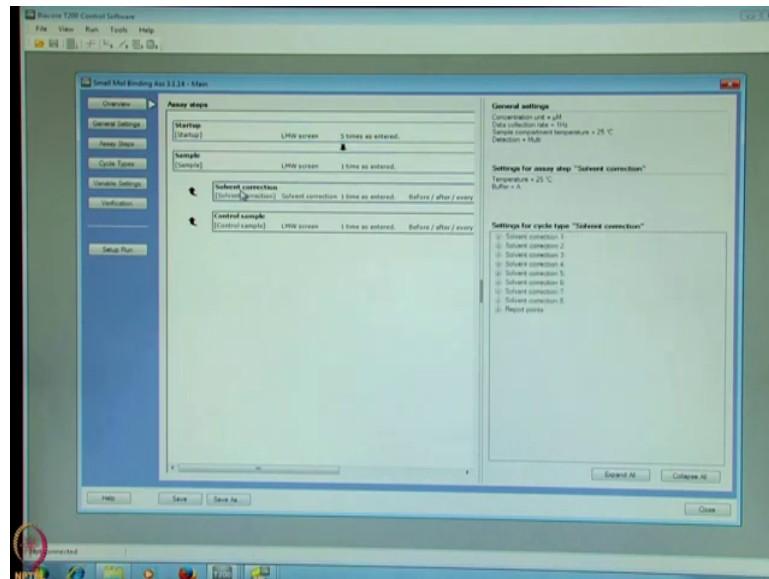 Biacore T200 Control Software
File View Run Tools Help
Small Mol Binding Ass 3.1.14 - Main
Overview
General Settings
Assay Steps
Cycle Types
Variable Settings
Verification
Setup Run
Assay steps
Startup
[Startup] LMW screen 5 times as entered.
Sample
[Sample] LMW screen 1 time as entered.
Solvent correction
[Solvent correction] Solvent correction 1 time as entered. Before / after / every
Control sample
[Control sample] LMW screen 1 time as entered. Before / after / every
General settings
Concentration unit = µM
Data collection rate = 1Hz
Sample compartment temperature = 25 °C
Detection = Multi
Settings for assay step "Solvent correction"
Temperature = 25 °C
Buffer = A
Settings for cycle type "Solvent correction"
Solvent correction 1
Solvent correction 2
Solvent correction 3
Solvent correction 4
Solvent correction 5
Solvent correction 6
Solvent correction 7
Solvent correction 8
Report points
Expand All Collapse All
Help Save Save As Close
Not connected
NPTEL
T200